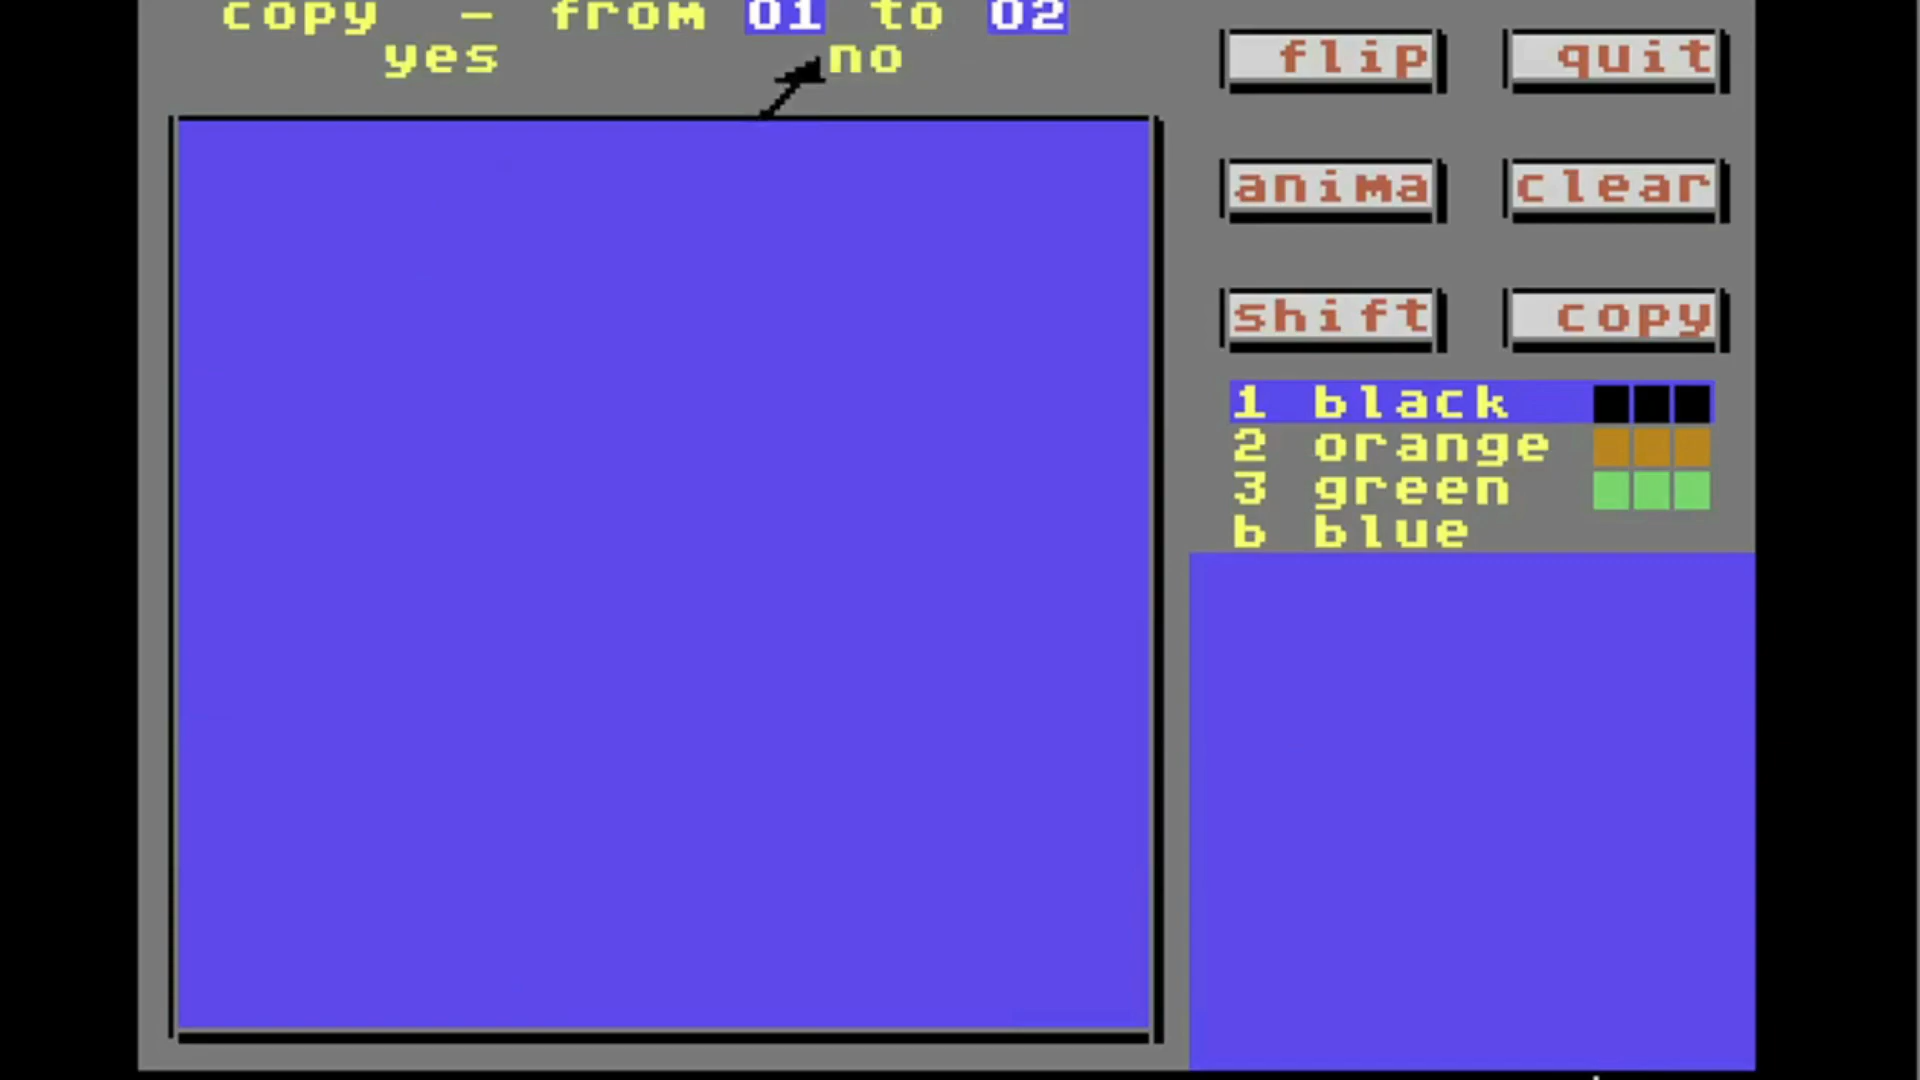 copy - from 01 to 02
yes no
flip quit
anima clear
shift copy
1 black
2 orange
3 green
b blue